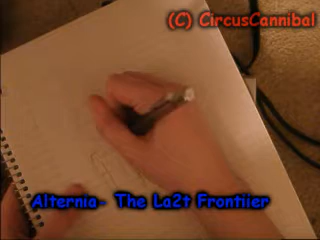 (C) CircusCannibal
Alternia- The La2t Frontiier